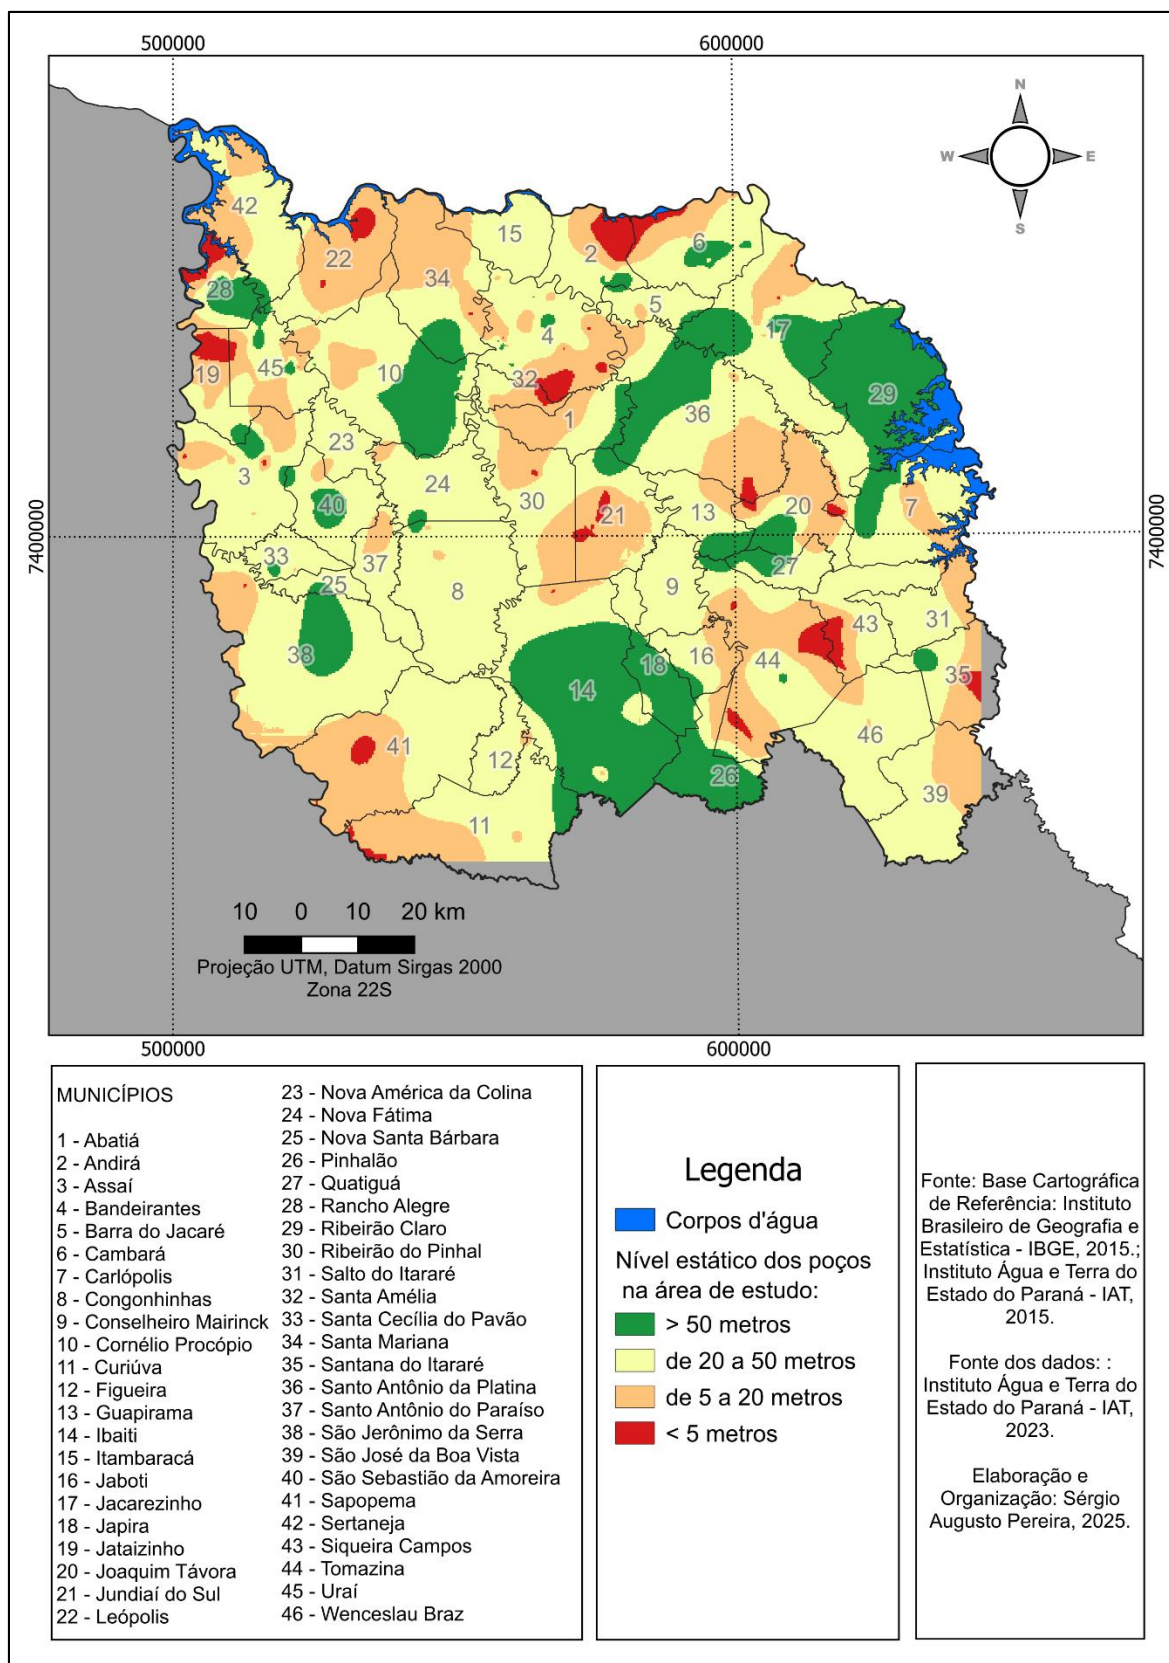 500000
600000
N
W
E
S
42
15
22
2
6
34
28
5
17
4
19
45
10
32
29
1
36
23
3
24
30
40
21
13
20
7
7400000
7400000
33
37
27
25
8
9
31
43
38
16
18
44
14
35
46
41
12
26
39
11
10 0 10 20 km
Projeção UTM, Datum Sirgas 2000
Zona 22S
500000
600000
MUNICÍPIOS
1 - Abatiá
2 - Andirá
3 - Assaí
4 - Bandeirantes
5 - Barra do Jacaré
6 - Cambará
7 - Carlópolis
8 - Congonhinhas
9 - Conselheiro Mairinck
10 - Cornélio Procópio
11 - Curiúva
12 - Figueira
13 - Guapirama
14 - Ibaiti
15 - Itambaracá
16 - Jaboti
17 - Jacarezinho
18 - Japira
19 - Jataizinho
20 - Joaquim Távora
21 - Jundiaí do Sul
22 - Leópolis
23 - Nova América da Colina
24 - Nova Fátima
25 - Nova Santa Bárbara
26 - Pinhalão
27 - Quatiguá
28 - Rancho Alegre
29 - Ribeirão Claro
30 - Ribeirão do Pinhal
31 - Salto do Itararé
32 - Santa Amélia
33 - Santa Cecília do Pavão
34 - Santa Mariana
35 - Santana do Itararé
36 - Santo Antônio da Platina
37 - Santo Antônio do Paraíso
38 - São Jerônimo da Serra
39 - São José da Boa Vista
40 - São Sebastião da Amoreira
41 - Sapopema
42 - Sertaneja
43 - Siqueira Campos
44 - Tomazina
45 - Uraí
46 - Wenceslau Braz
Legenda
Corpos d'água
Nível estático dos poços
na área de estudo:
> 50 metros
de 20 a 50 metros
de 5 a 20 metros
< 5 metros
Fonte: Base Cartográfica
de Referência: Instituto
Brasileiro de Geografia e
Estatística - IBGE, 2015.;
Instituto Água e Terra do
Estado do Paraná - IAT,
2015.
Fonte dos dados: :
Instituto Água e Terra do
Estado do Paraná - IAT,
2023.
Elaboração e
Organização: Sérgio
Augusto Pereira, 2025.